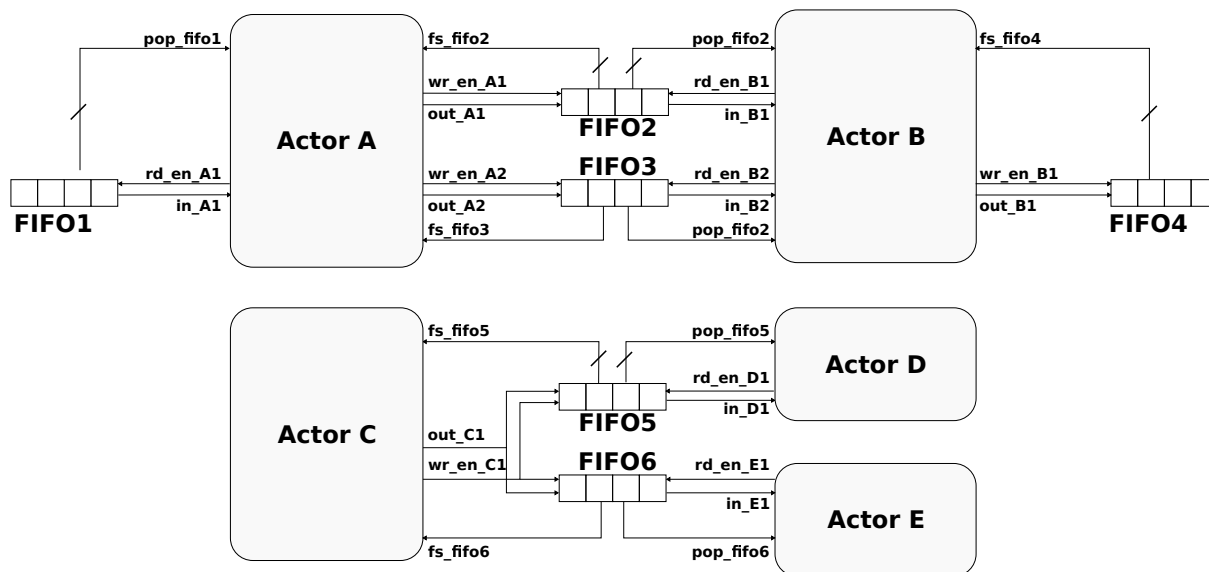 pop_fifo1
fs_fifo2
pop_fifo2
fs_fifo4
wr_en_A1
rd_en_B1
out_A1
in_B1
FIFO2
Actor A
Actor B
FIFO3
rd_en_A1
wr_en_A2
rd_en_B2
wr_en_B1
in_A1
out_A2
in_B2
out_B1
FIFO1
FIFO4
fs_fifo3
pop_fifo2
fs_fifo5
pop_fifo5
Actor D
rd_en_D1
in_D1
FIFO5
Actor C
out_C1
FIFO6
wr_en_C1
rd_en_E1
in_E1
Actor E
fs_fifo6
pop_fifo6